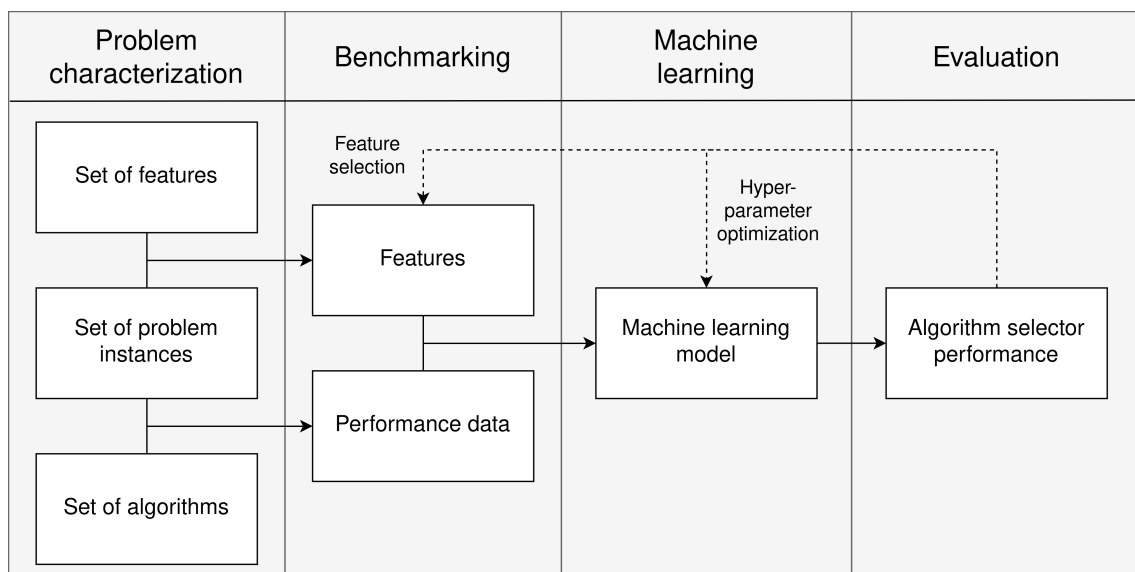 Problem
characterization
Benchmarking
Machine
learning
Evaluation
Set of features
Feature
selection
Hyper-
parameter
optimization
Features
Set of problem
instances
Machine learning
model
Algorithm selector
performance
Performance data
Set of algorithms